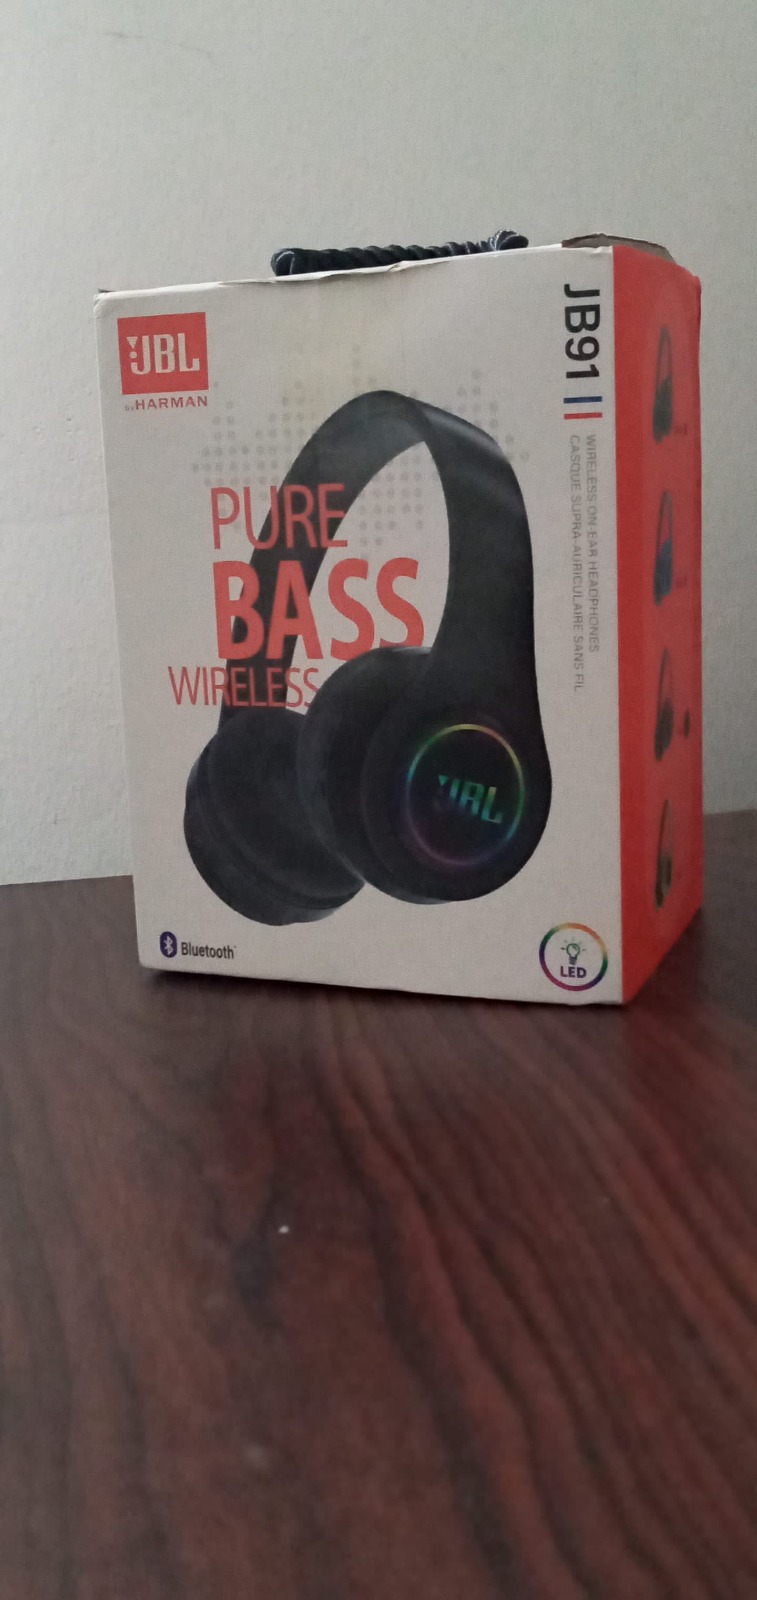 JBL
by HARMAN
JB91
WIRELESS ON-EAR HEADPHONES
CASQUE SUPRA-AURICULAIRE SANS FIL
PURE
BASS
WIRELESS
JBL
Bluetooth
LED